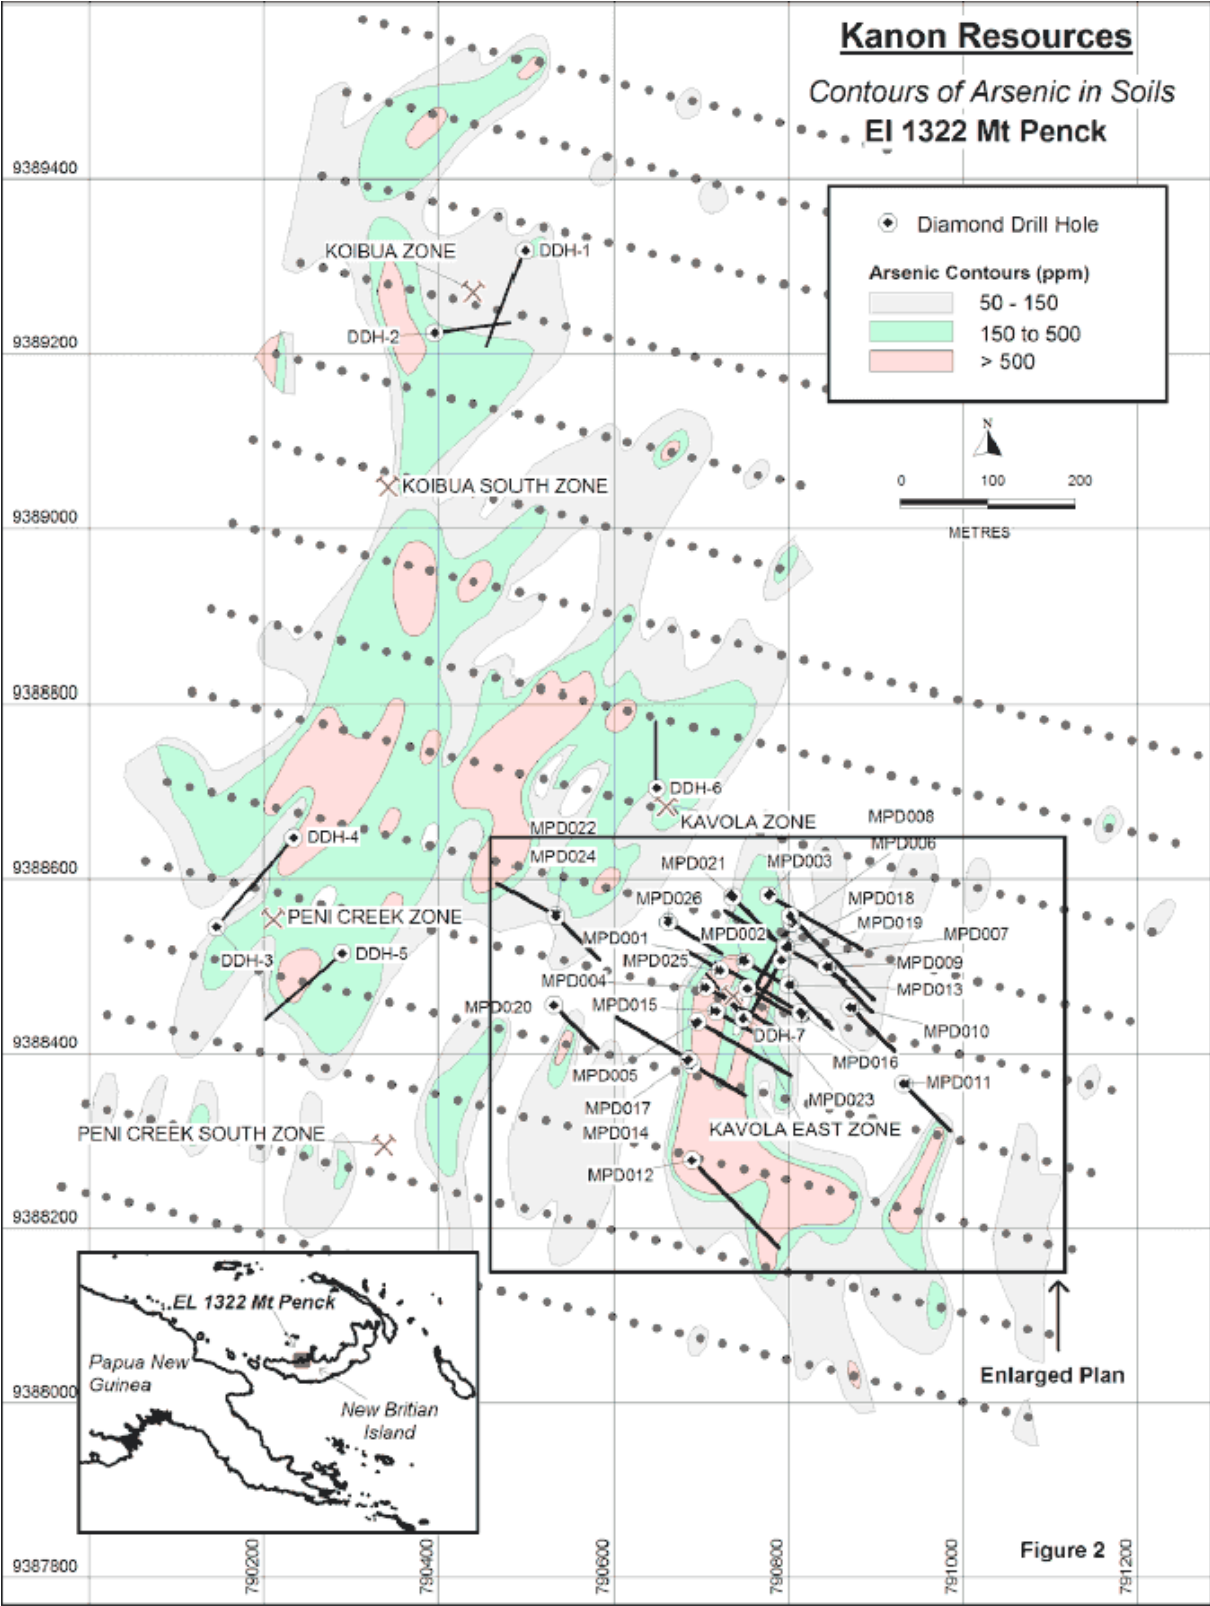 Kanon Resources
Contours of Arsenic in Soils
El 1322 Mt Penck
9389400
Diamond Drill Hole
Arsenic Contours (ppm)
50 - 150
150 to 500
> 500
KOIBUA ZONE
DDH-1
DDH-2
9389200
N
0 100 200
METRES
KOIBUA SOUTH ZONE
9389000
9388800
DDH-6
KAVOLA ZONE
MPD008
MPD022
DDH-4
MPD006
MPD024
MPD021
MPD003
9388600
MPD026
MPD018
PENI CREEK ZONE
MPD019
MPD001
MPD002
MPD007
DDH-3
DDH-5
MPD025
MPD009
MPD004
MPD013
MPD020
MPD015
MPD010
DDH-7
9388400
MPD016
MPD005
MPD011
MPD017
MPD023
PENI CREEK SOUTH ZONE
MPD014
KAVOLA EAST ZONE
MPD012
9388200
EL 1322 Mt Penck
Papua New
Guinea
New Britian
Island
Enlarged Plan
9388000
Figure 2
9387800
790200
790400
790600
790800
791000
791200